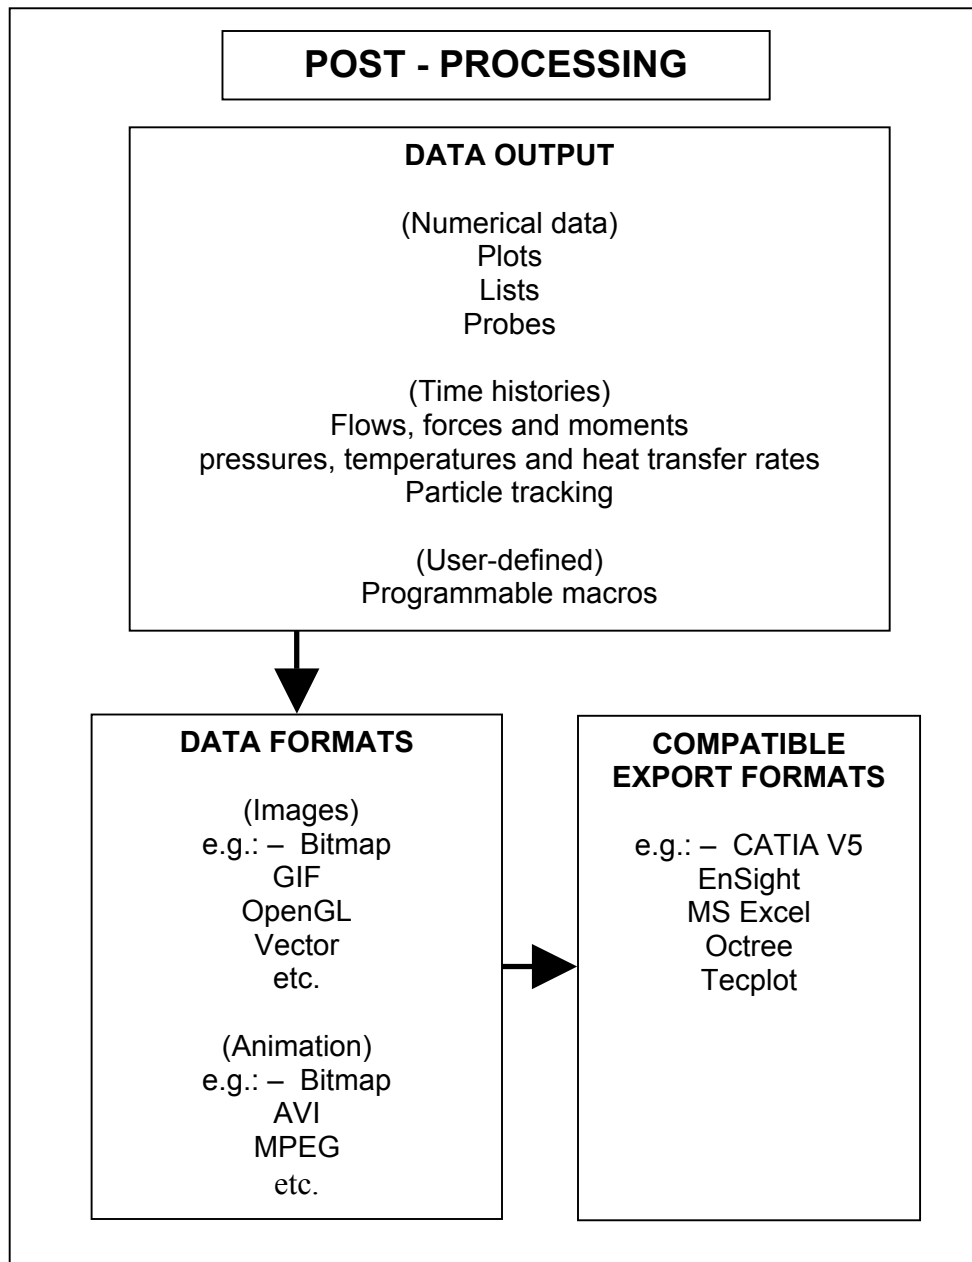 POST - PROCESSING
DATA OUTPUT
(Numerical data)
Plots
Lists
Probes
(Time histories)
Flows, forces and moments
pressures, temperatures and heat transfer rates
Particle tracking
(User-defined)
Programmable macros
DATA FORMATS
(Images)
e.g.: – Bitmap
GIF
OpenGL
Vector
etc.
(Animation)
e.g.: – Bitmap
AVI
MPEG
etc.
COMPATIBLE
EXPORT FORMATS
e.g.: – CATIA V5
EnSight
MS Excel
Octree
Tecplot